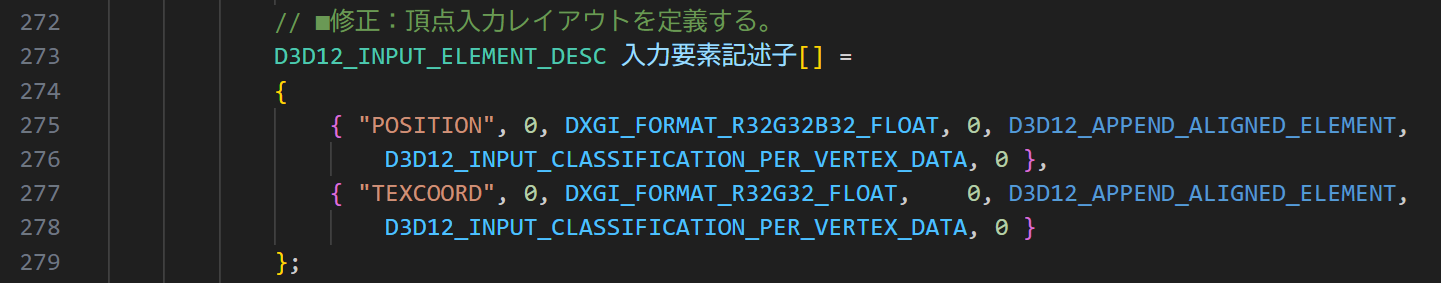 272 // ■修正：頂点入力レイアウトを定義する。
273 D3D12_INPUT_ELEMENT_DESC 入力要素記述子[] =
274 {
275 { "POSITION", 0, DXGI_FORMAT_R32G32B32_FLOAT, 0, D3D12_APPEND_ALIGNED_ELEMENT,
276 D3D12_INPUT_CLASSIFICATION_PER_VERTEX_DATA, 0 },
277 { "TEXCOORD", 0, DXGI_FORMAT_R32G32_FLOAT,    0, D3D12_APPEND_ALIGNED_ELEMENT,
278 D3D12_INPUT_CLASSIFICATION_PER_VERTEX_DATA, 0 }
279 };